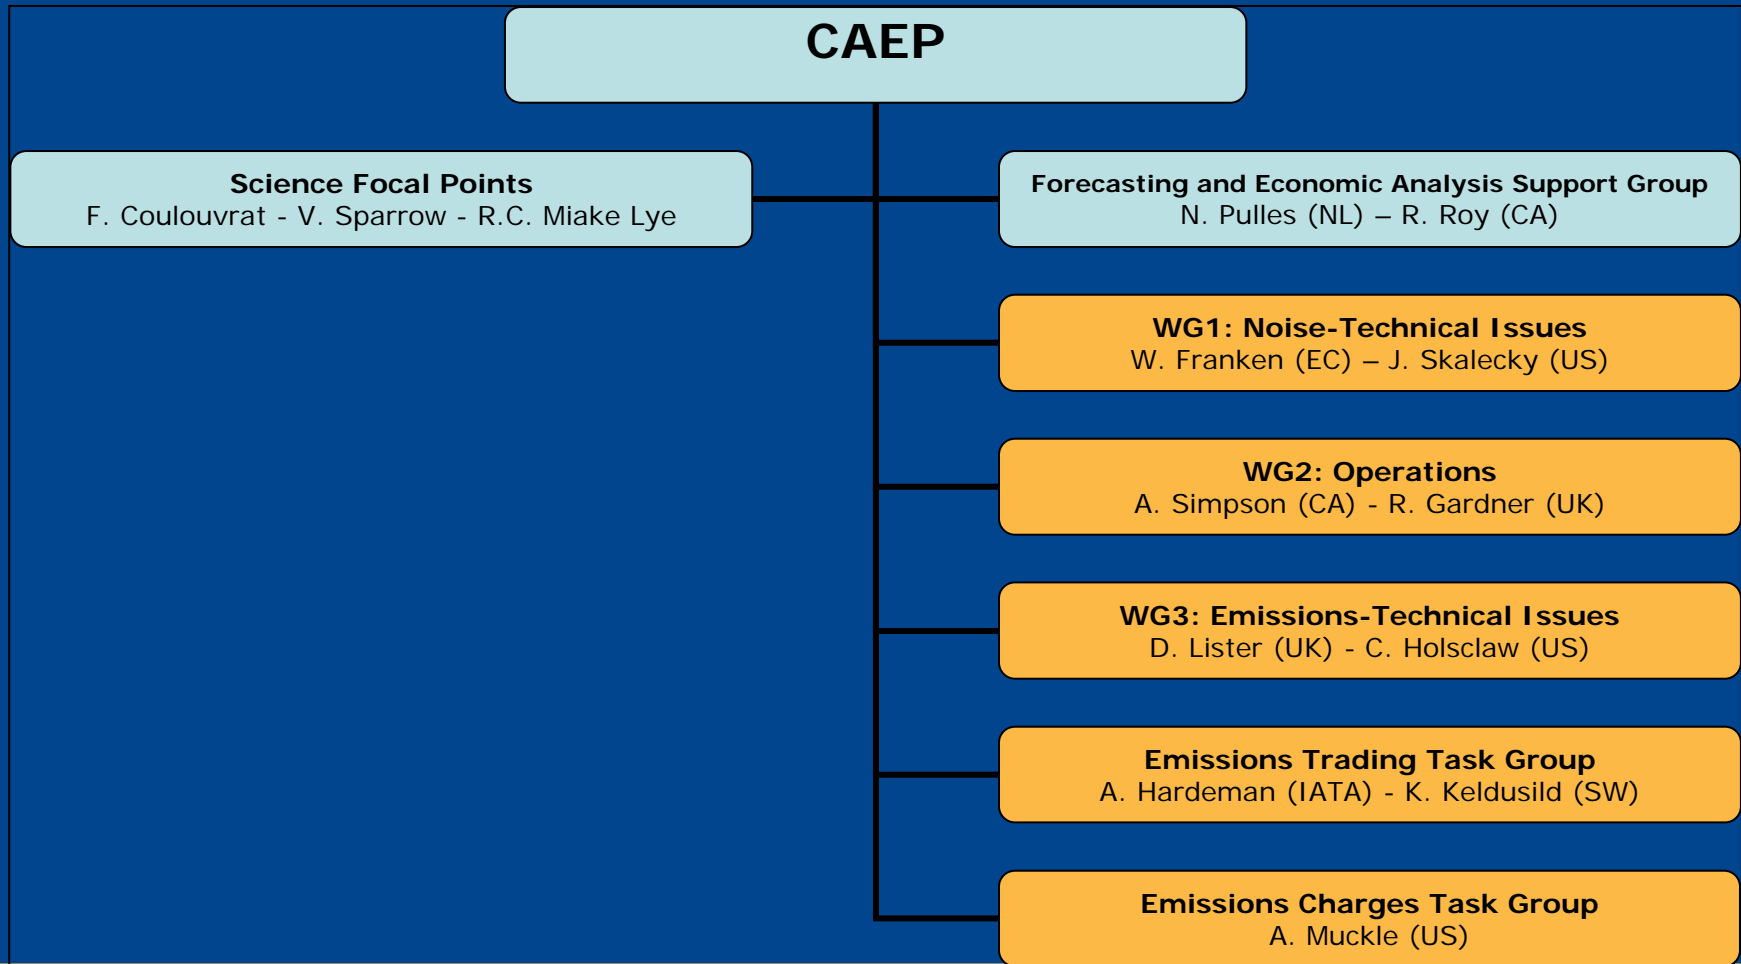 CAEP
Science Focal Points
F. Coulouvrat - V. Sparrow - R.C. Miake Lye
Forecasting and Economic Analysis Support Group
N. Pulles (NL) – R. Roy (CA)
WG1: Noise-Technical Issues
W. Franken (EC) – J. Skalecky (US)
WG2: Operations
A. Simpson (CA) - R. Gardner (UK)
WG3: Emissions-Technical Issues
D. Lister (UK) - C. Holsclaw (US)
Emissions Trading Task Group
A. Hardeman (IATA) - K. Keldusild (SW)
Emissions Charges Task Group
A. Muckle (US)